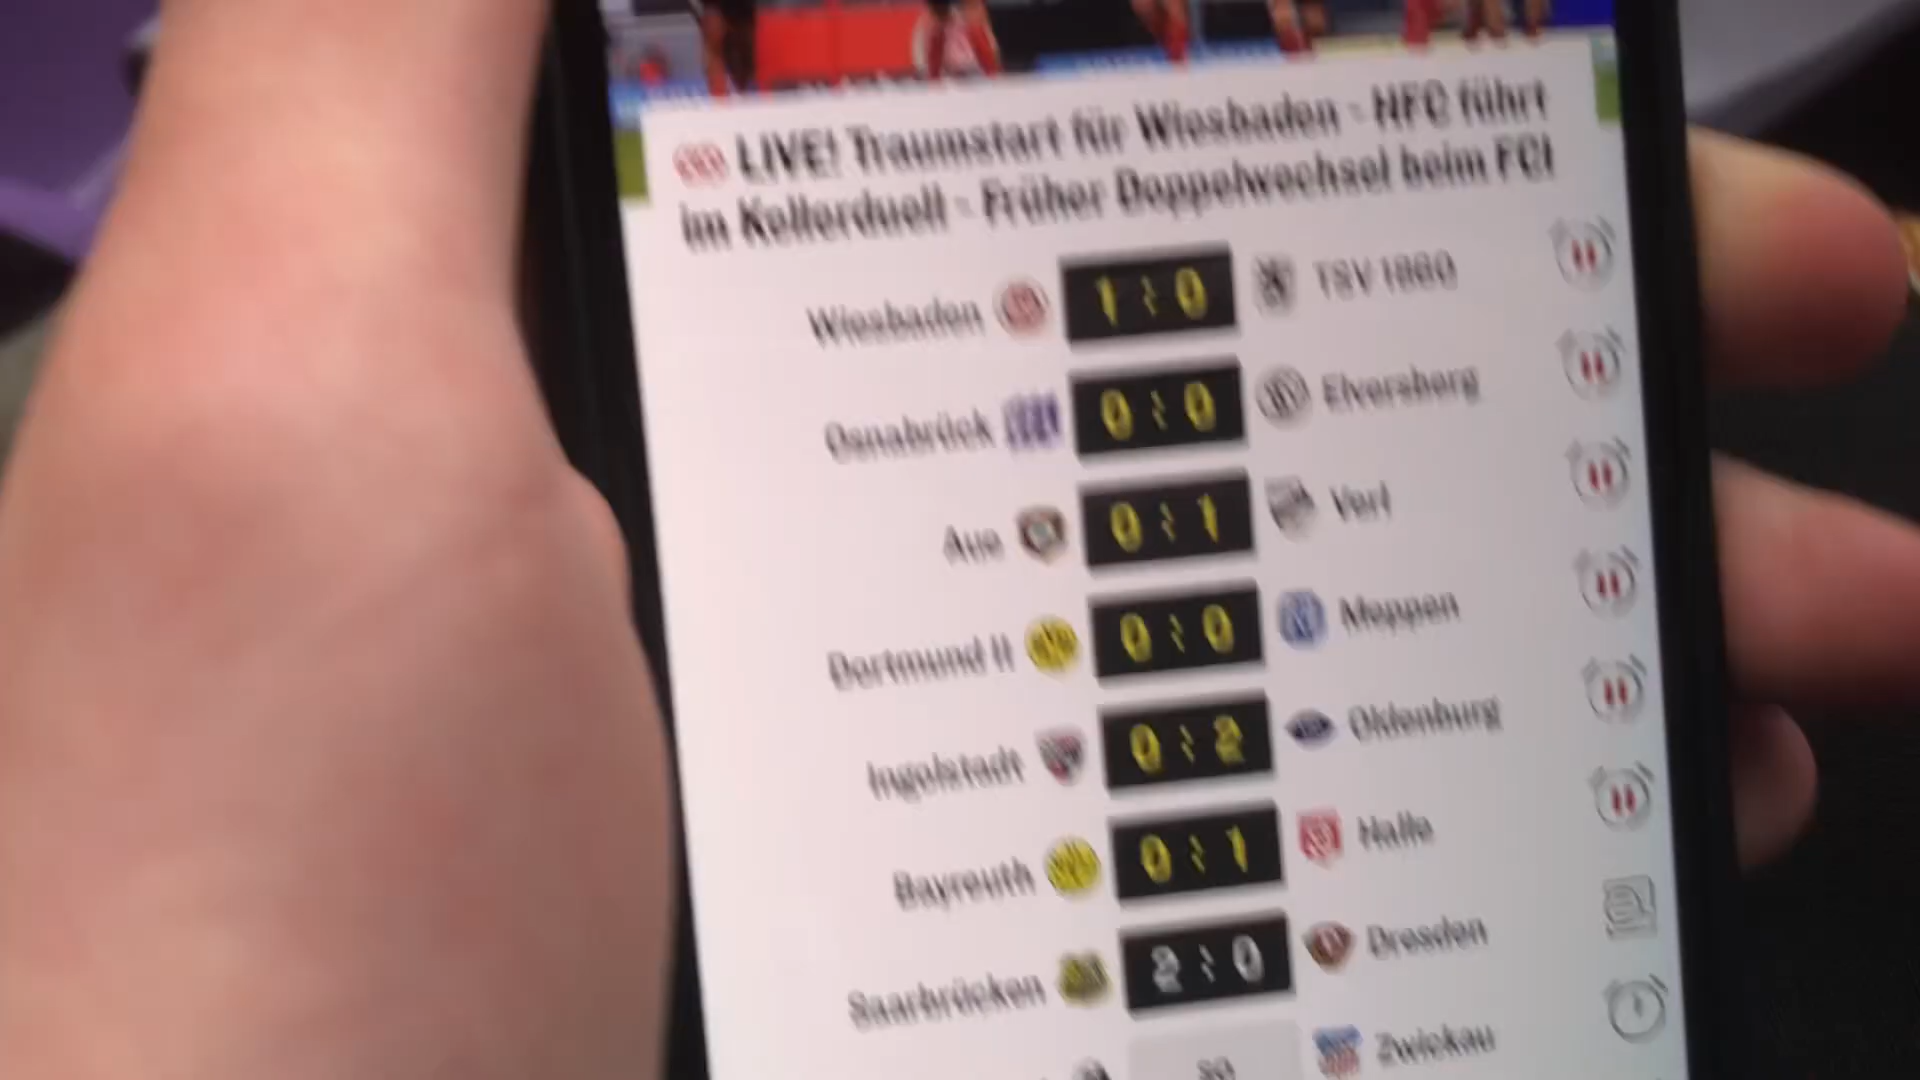 LIVE! Traumstart für Wiesbaden - HFC führt
im Kellerduell - Früher Doppelwechsel beim FCI
Wiesbaden 1 : 0 TSV 1860
Osnabrück 0 : 0 Elversberg
Aue 0 : 1 Verl
Dortmund II 0 : 0 Meppen
Ingolstadt 0 : 2 Oldenburg
Bayreuth 0 : 1 Halle
Saarbrücken 2 : 0 Dresden
Zwickau